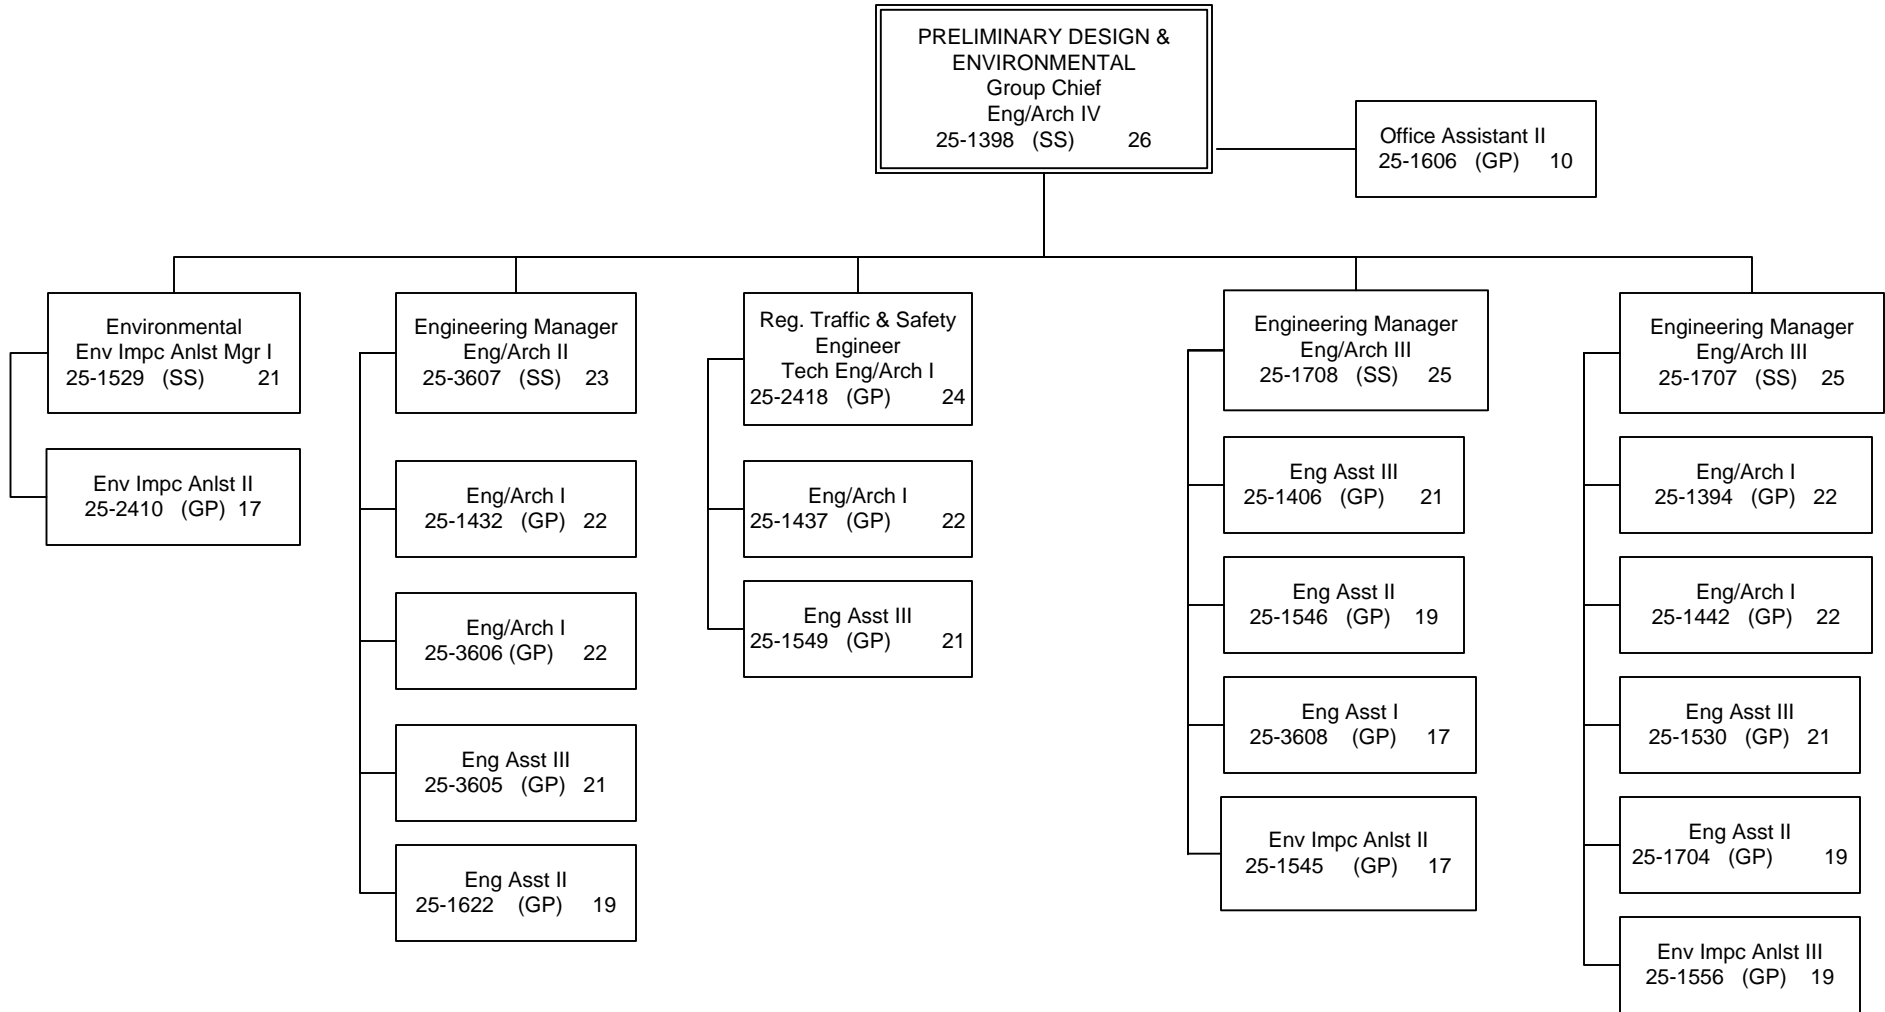 PRELIMINARY DESIGN &
ENVIRONMENTAL
Group Chief
Eng/Arch IV
25-1398 (SS) 26
Office Assistant II
25-1606 (GP) 10
Environmental
Env Impc Anlst Mgr I
25-1529 (SS) 21
Env Impc Anlst II
25-2410 (GP) 17
Engineering Manager
Eng/Arch II
25-3607 (SS) 23
Eng/Arch I
25-1432 (GP) 22
Eng/Arch I
25-3606 (GP) 22
Eng Asst III
25-3605 (GP) 21
Eng Asst II
25-1622 (GP) 19
Reg. Traffic & Safety
Engineer
Tech Eng/Arch I
25-2418 (GP) 24
Eng/Arch I
25-1437 (GP) 22
Eng Asst III
25-1549 (GP) 21
Engineering Manager
Eng/Arch III
25-1708 (SS) 25
Eng Asst III
25-1406 (GP) 21
Eng Asst II
25-1546 (GP) 19
Eng Asst I
25-3608 (GP) 17
Env Impc Anlst II
25-1545 (GP) 17
Engineering Manager
Eng/Arch III
25-1707 (SS) 25
Eng/Arch I
25-1394 (GP) 22
Eng/Arch I
25-1442 (GP) 22
Eng Asst III
25-1530 (GP) 21
Eng Asst II
25-1704 (GP) 19
Env Impc Anlst III
25-1556 (GP) 19